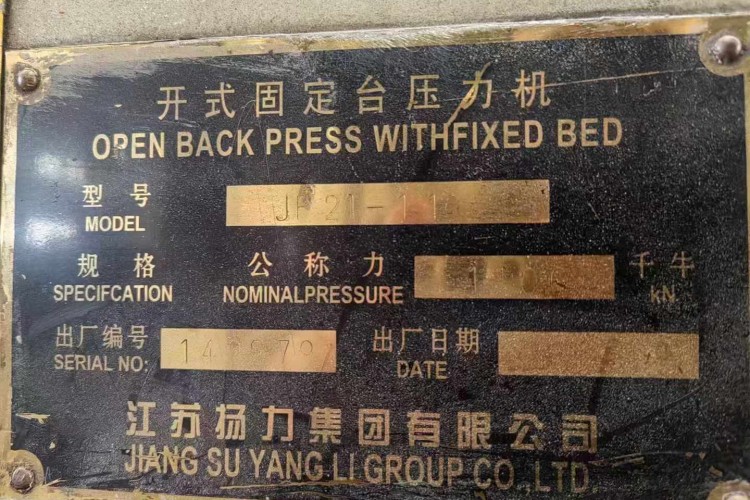 开式固定台压力机
OPEN BACK PRESS WITHFIXED BED
型号
MODEL
规格 公称力 千牛
SPECIFCATION NOMINALPRESSURE kN
出厂编号 出厂日期
SERIAL NO: DATE
江苏扬力集团有限公司
JIANG SU YANG LI GROUP CO.,LTD.